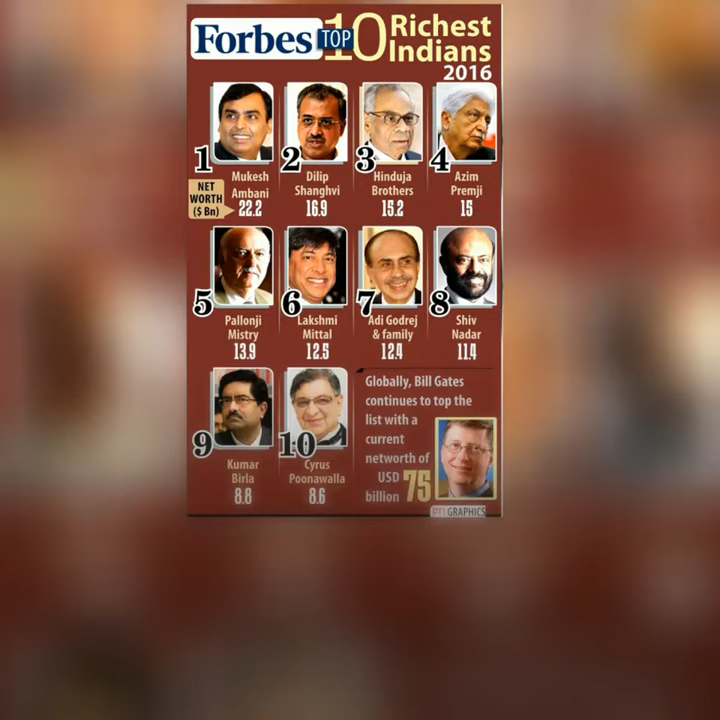 Forbes TOP 10 Richest
Indians
2016
1
Mukesh
Ambani
NET
WORTH
($ Bn)
22.2
2
Dilip
Shanghvi
16.9
3
Hinduja
Brothers
15.2
4
Azim
Premji
15
5
Pallonji
Mistry
13.9
6
Lakshmi
Mittal
12.5
7
Adi Godrej
& family
12.4
8
Shiv
Nadar
11.4
9
Kumar
Birla
8.8
10
Cyrus
Poonawalla
8.6
Globally, Bill Gates
continues to top the
list with a
current
networth of
USD 75
billion
PTI GRAPHICS